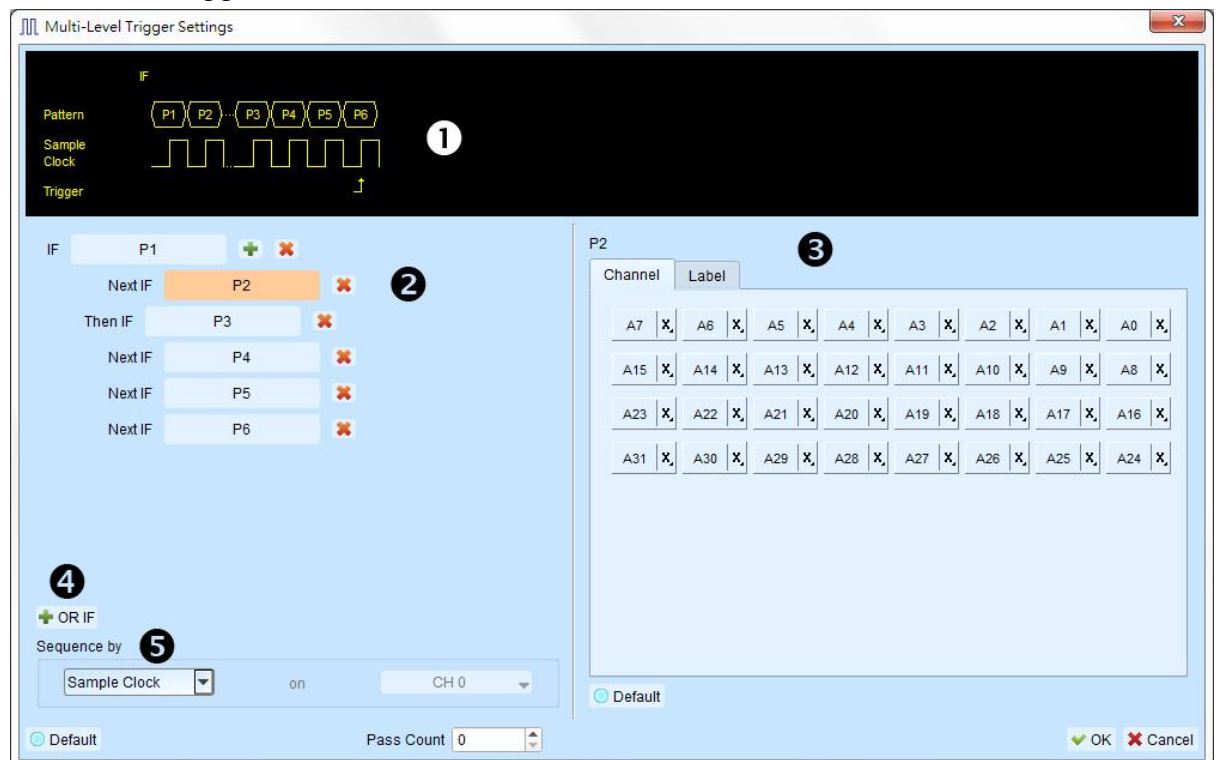 Multi-Level Trigger Settings
IF
Pattern P1 P2 P3 P4 P5 P6
Sample
Clock
Trigger
1
IF P1
Next IF P2
Then IF P3
Next IF P4
Next IF P5
Next IF P6
2
P2
3
Channel Label
A7 X A6 X A5 X A4 X A3 X A2 X A1 X A0 X
A15 X A14 X A13 X A12 X A11 X A10 X A9 X A8 X
A23 X A22 X A21 X A20 X A19 X A18 X A17 X A16 X
A31 X A30 X A29 X A28 X A27 X A26 X A25 X A24 X
4
OR IF
Sequence by 5
Sample Clock on CH 0
Default
Default Pass Count 0 OK Cancel